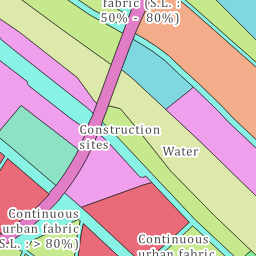 fabric (S.L. :
50% - 80%)
Construction
sites
Water
Continuous
urban fabric
S.L. : > 80%)
Continuous
urban fabric